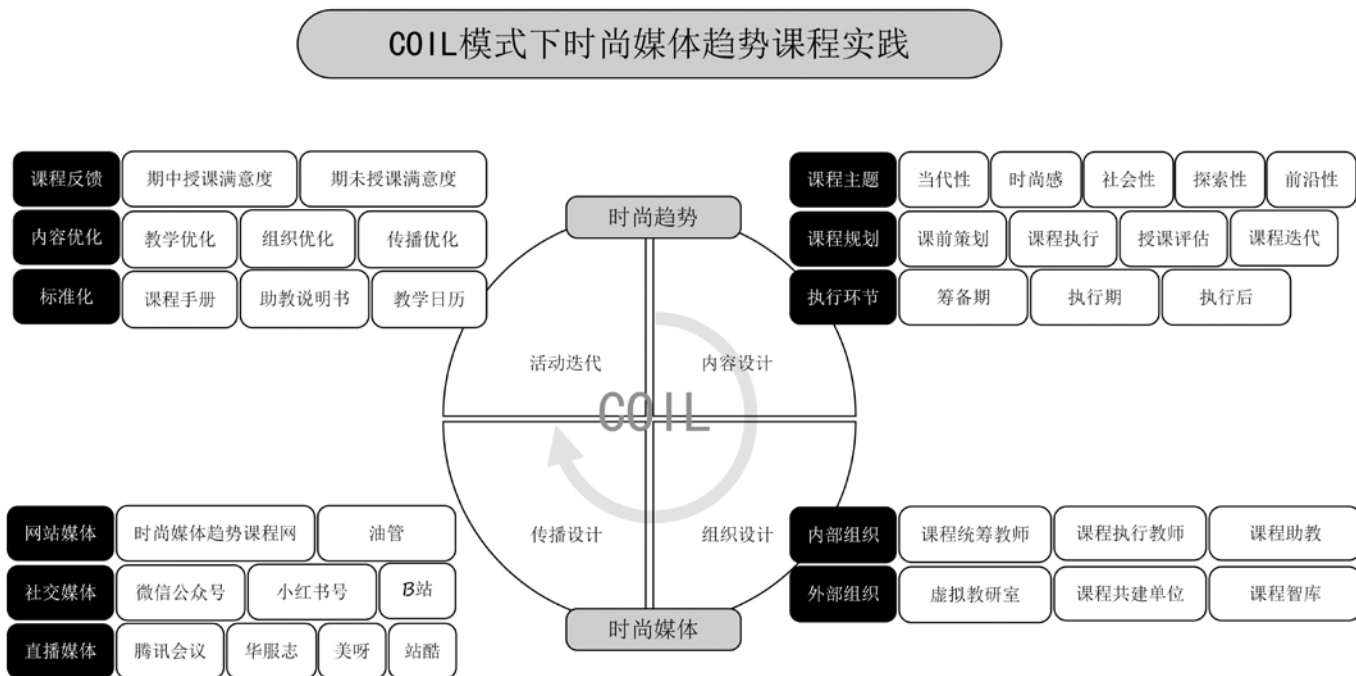 COIL模式下时尚媒体趋势课程实践
课程反馈 期中授课满意度 期未授课满意度
内容优化 教学优化 组织优化 传播优化
标准化 课程手册 助教说明书 教学日历
课程主题 当代性 时尚感 社会性 探索性 前沿性
课程规划 课前策划 课程执行 授课评估 课程迭代
执行环节 筹备期 执行期 执行后
时尚趋势
活动迭代 内容设计
COIL
传播设计 组织设计
时尚媒体
网站媒体 时尚媒体趋势课程网 油管
社交媒体 微信公众号 小红书号 B站
直播媒体 腾讯会议 华服志 美呀 站酷
内部组织 课程统筹教师 课程执行教师 课程助教
外部组织 虚拟教研室 课程共建单位 课程智库